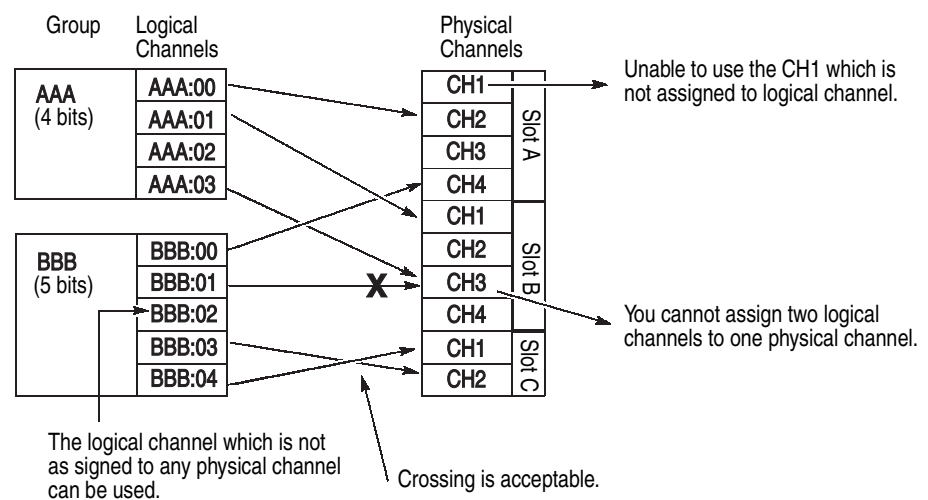 Group
Logical
Channels
Physical
Channels
AAA
(4 bits)
AAA:00
AAA:01
AAA:02
AAA:03
BBB
(5 bits)
BBB:00
BBB:01
BBB:02
BBB:03
BBB:04
X
CH1
CH2
CH3
CH4
Slot A
CH1
CH2
CH3
CH4
Slot B
CH1
CH2
Slot C
Unable to use the CH1 which is
not assigned to logical channel.
You cannot assign two logical
channels to one physical channel.
The logical channel which is not
as signed to any physical channel
can be used.
Crossing is acceptable.